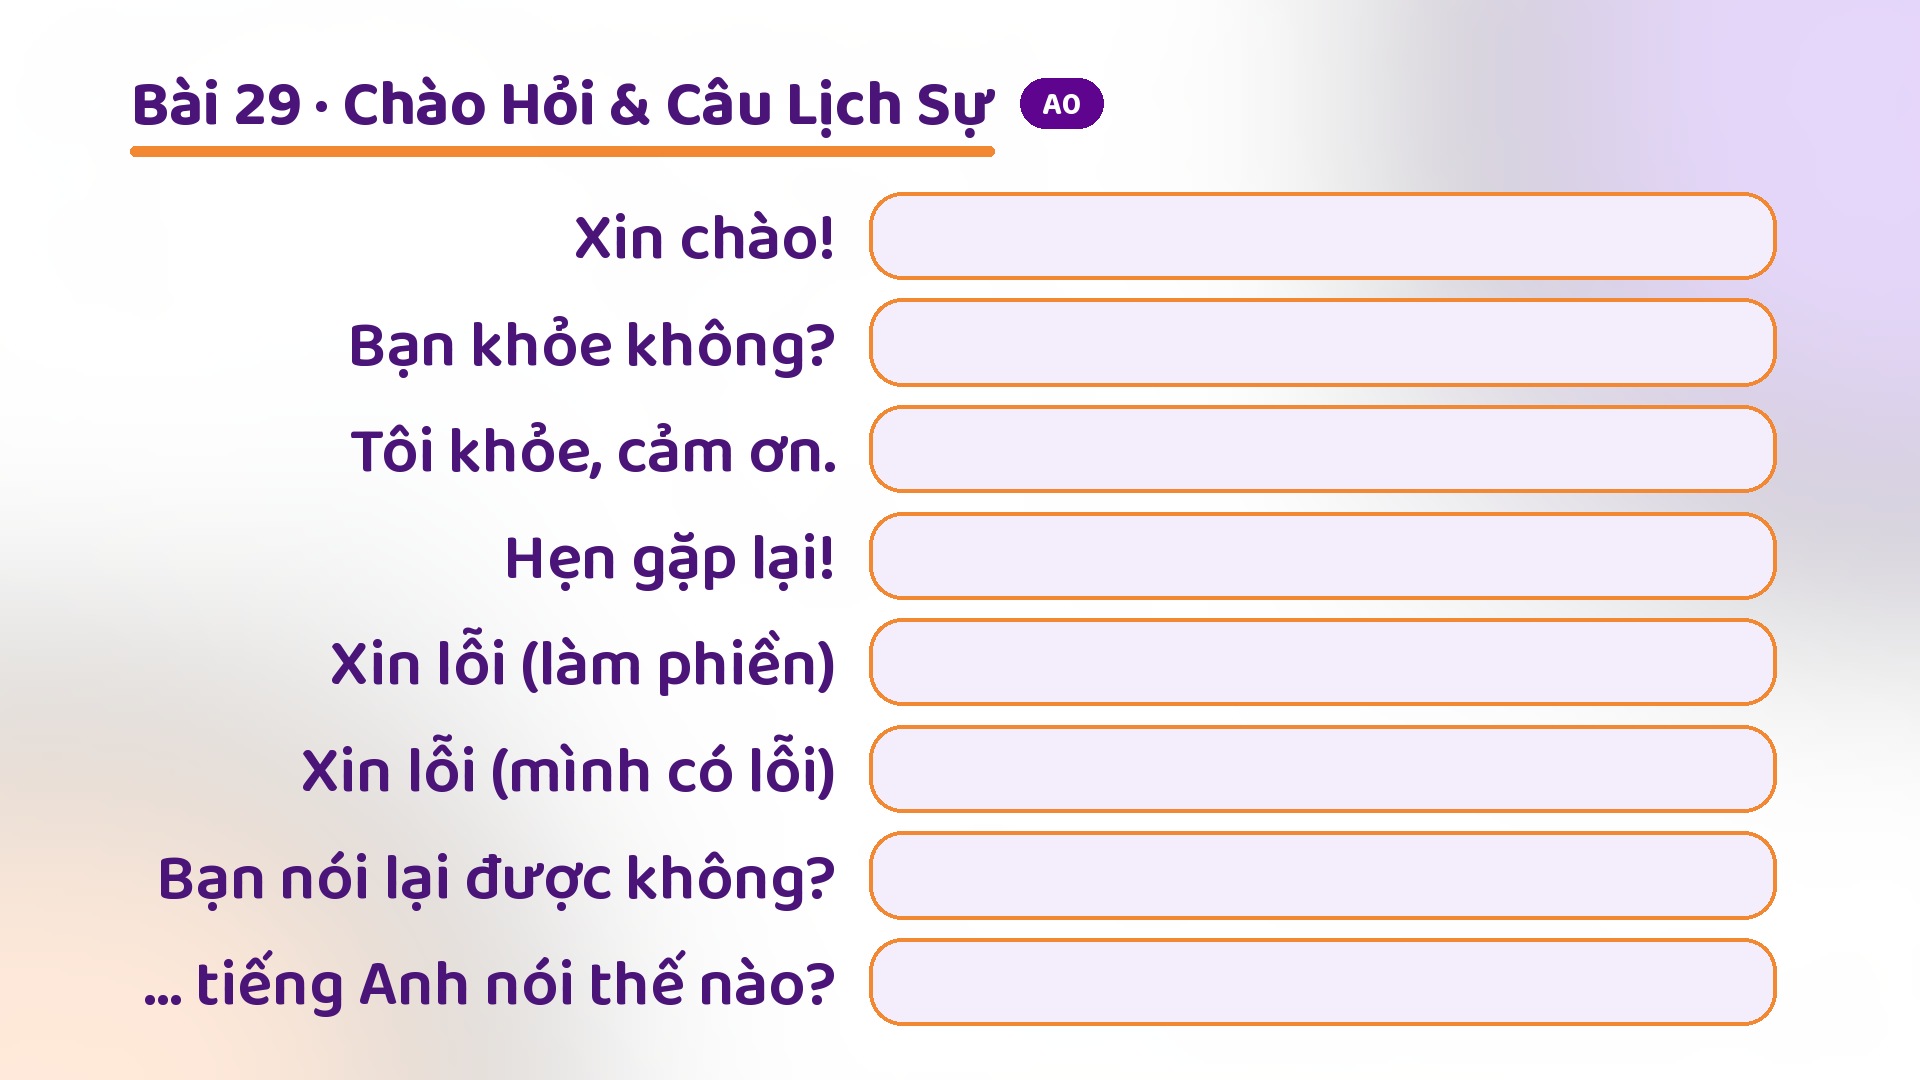 Bài 29 · Chào Hỏi & Câu Lịch Sự A0
Xin chào!
Bạn khỏe không?
Tôi khỏe, cảm ơn.
Hẹn gặp lại!
Xin lỗi (làm phiền)
Xin lỗi (mình có lỗi)
Bạn nói lại được không?
... tiếng Anh nói thế nào?